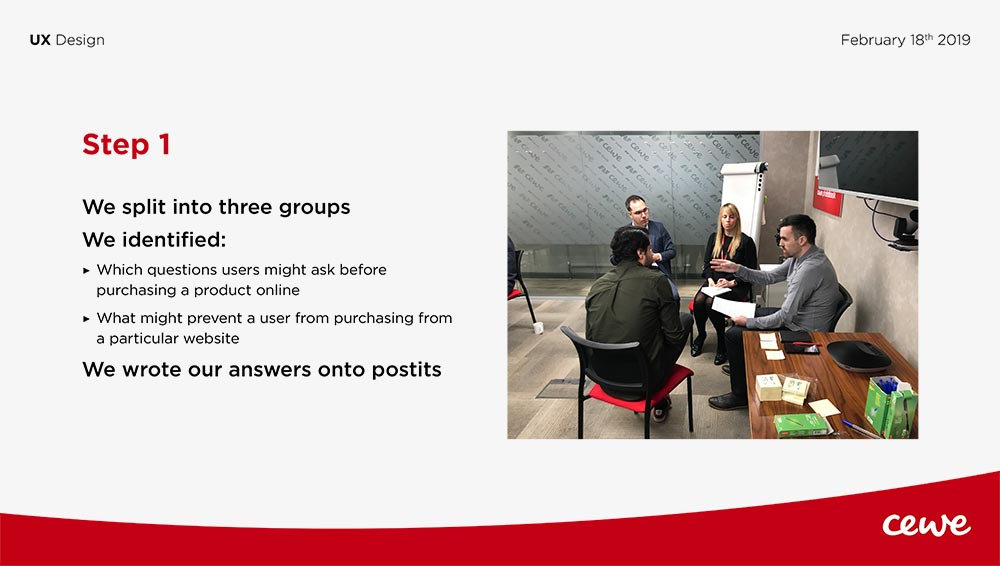 UX Design
February 18th 2019
Step 1
We split into three groups
We identified:
▸ Which questions users might ask before
purchasing a product online
▸ What might prevent a user from purchasing from
a particular website
We wrote our answers onto postits
cewe
cewe